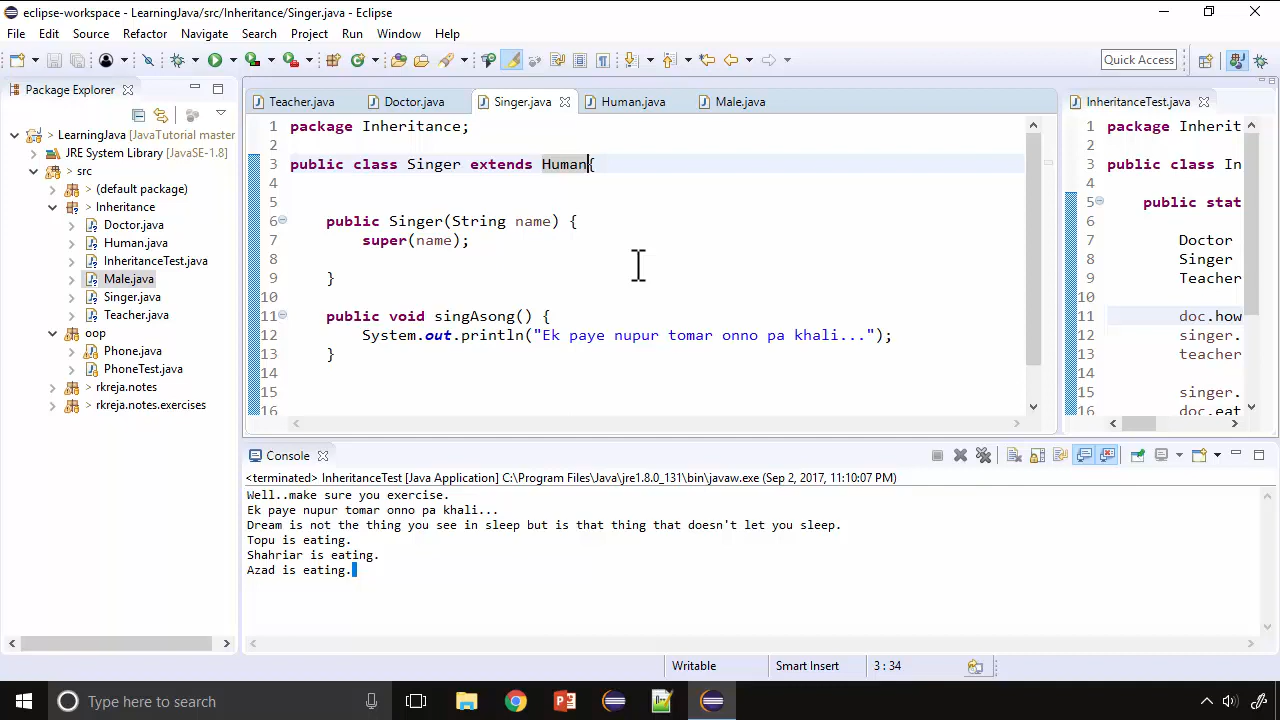 eclipse-workspace - LearningJava/src/Inheritance/Singer.java - Eclipse
File Edit Source Refactor Navigate Search Project Run Window Help
Quick Access
Package Explorer
LearningJava [JavaTutorial master
JRE System Library [JavaSE-1.8]
src
(default package)
Inheritance
Doctor.java
Human.java
InheritanceTest.java
Male.java
Singer.java
Teacher.java
oop
Phone.java
PhoneTest.java
rkreja.notes
rkreja.notes.exercises
Teacher.java Doctor.java Singer.java Human.java Male.java
1 package Inheritance;
2
3 public class Singer extends Human{
4
5
6 public Singer(String name) {
7 super(name);
8
9 }
10
11 public void singAsong() {
12 System.out.println("Ek paye nupur tomar onno pa khali...");
13 }
14
15
16
InheritanceTest.java
1 package Inherit
2
3 public class In
4
5 public stat
6
7 Doctor
8 Singer
9 Teacher
10
11 doc.how
12 singer.
13 teacher
14
15 singer.
16 doc.eat
Console
<terminated> InheritanceTest [Java Application] C:\Program Files\Java\jre1.8.0_131\bin\javaw.exe (Sep 2, 2017, 11:10:07 PM)
Well..make sure you exercise.
Ek paye nupur tomar onno pa khali...
Dream is not the thing you see in sleep but is that thing that doesn't let you sleep.
Topu is eating.
Shahriar is eating.
Azad is eating.
Writable Smart Insert 3 : 34
Type here to search